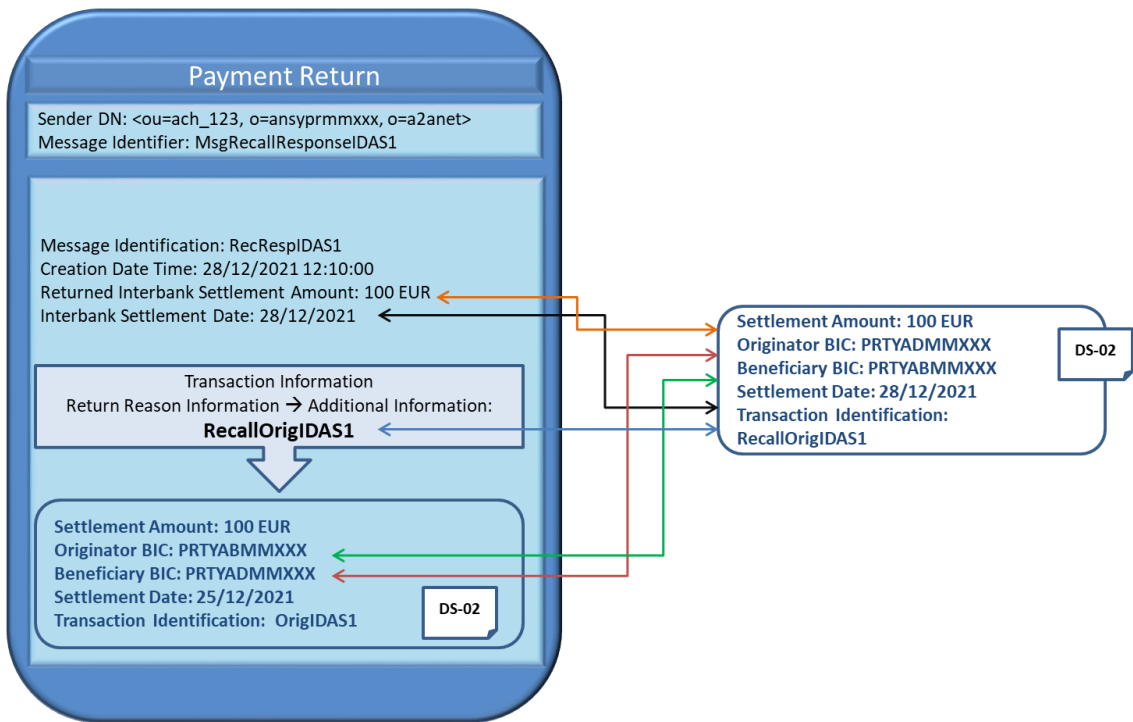 Payment Return
Sender DN: <ou=ach_123, o=ansyprmmxxx, o=a2anet>
Message Identifier: MsgRecallResponseIDAS1
Message Identification: RecRespIDAS1
Creation Date Time: 28/12/2021 12:10:00
Returned Interbank Settlement Amount: 100 EUR
Interbank Settlement Date: 28/12/2021
Transaction Information
Return Reason Information → Additional Information:
RecallOrigIDAS1
Settlement Amount: 100 EUR
Originator BIC: PRTYABMMXXX
Beneficiary BIC: PRTYADMMXXX
Settlement Date: 25/12/2021
Transaction Identification: OrigIDAS1
DS-02
Settlement Amount: 100 EUR
Originator BIC: PRTYADMMXXX
Beneficiary BIC: PRTYABMMXXX
Settlement Date: 28/12/2021
Transaction Identification:
RecallOrigIDAS1
DS-02